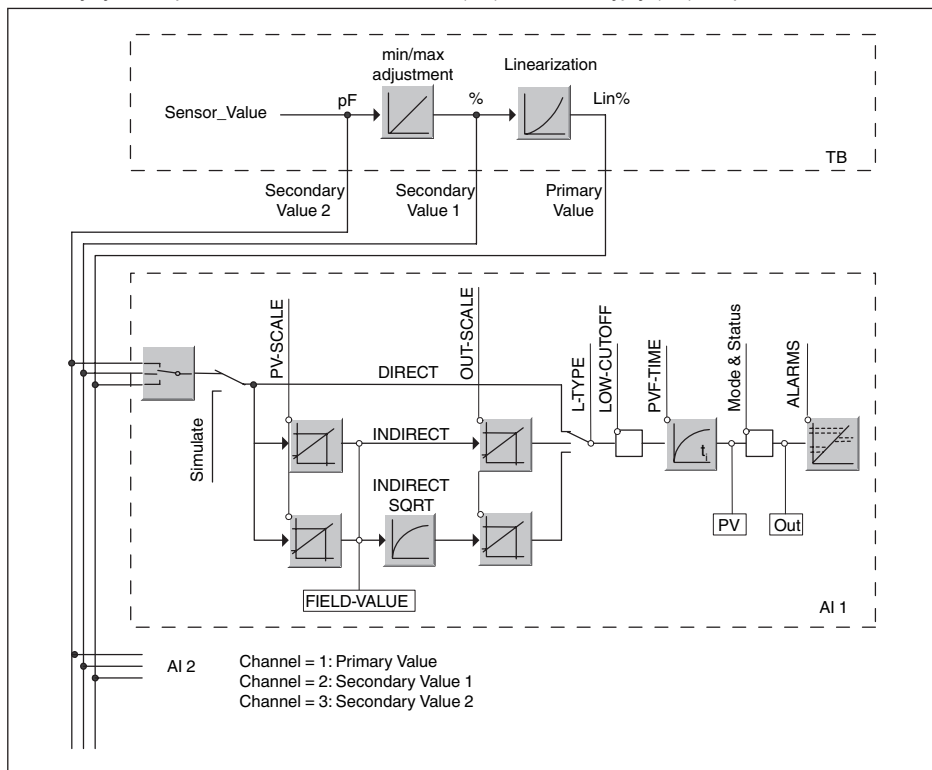 min/max
adjustment
Linearization
Sensor_Value
pF
%
Lin%
TB
Secondary
Value 2
Secondary
Value 1
Primary
Value
PV-SCALE
OUT-SCALE
L-TYPE
LOW-CUTOFF
PVF-TIME
Mode & Status
ALARMS
DIRECT
Simulate
INDIRECT
ti
INDIRECT
SQRT
PV
Out
FIELD-VALUE
AI 1
AI 2
Channel = 1: Primary Value
Channel = 2: Secondary Value 1
Channel = 3: Secondary Value 2